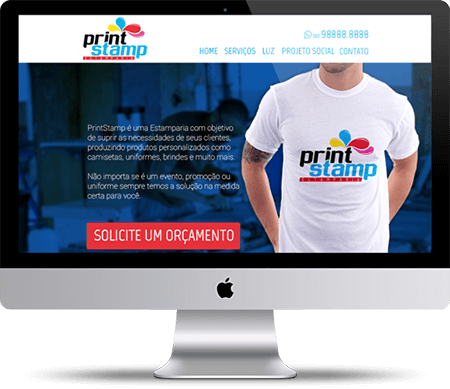 print
stamp
ESTAMPARIA
98888.8888
HOME SERVIÇOS LUZ PROJETO SOCIAL CONTATO
PrintStamp é uma Estamparia com objetivo
de suprir as necessidades de seus clientes,
produzindo produtos personalizados como
camisetas, uniformes, brindes e muito mais.
Não importa se é um evento, promoção ou
uniforme sempre temos a solução na medida
certa para você.
SOLICITE UM ORÇAMENTO
print
stamp
ESTAMPARIA